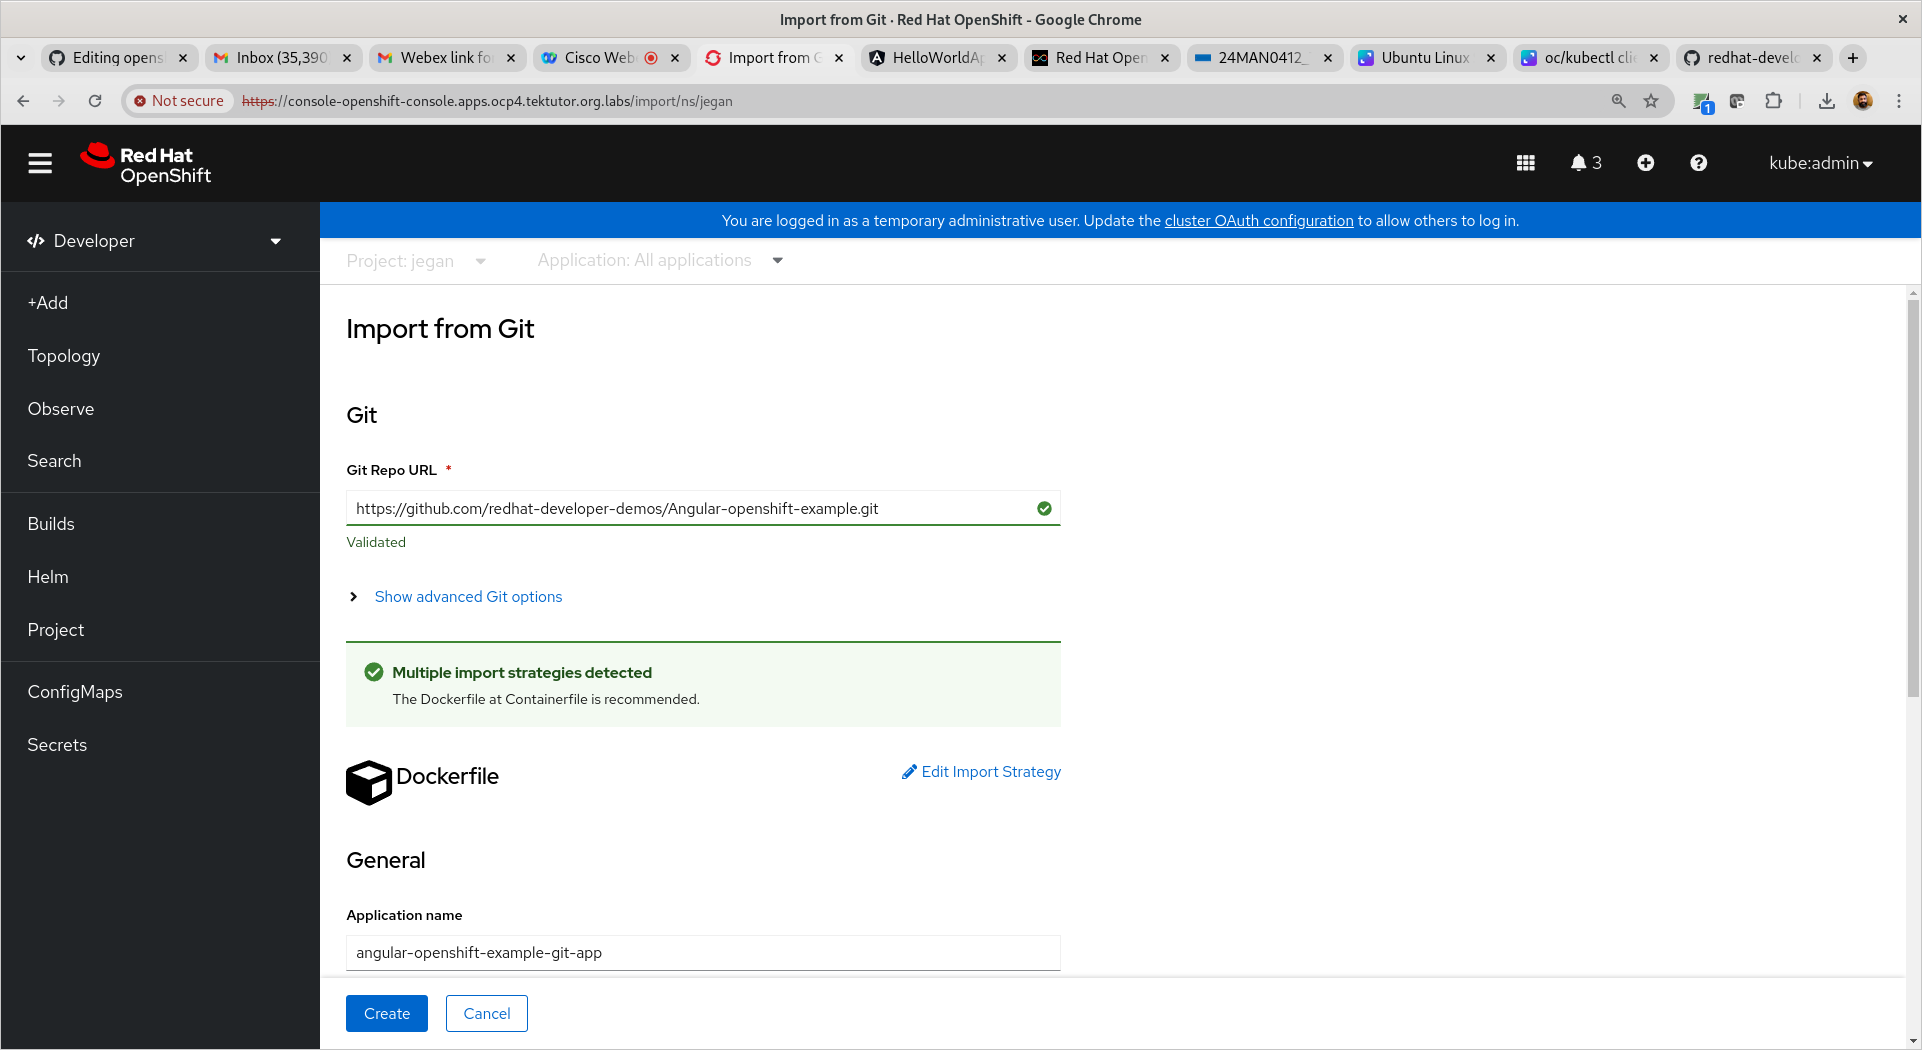 Import from Git · Red Hat OpenShift - Google Chrome
Editing opens
Inbox (35,390
Webex link fo
Cisco Web
Import from G
HelloWorldAp
Red Hat Open
24MAN0412_
Ubuntu Linux
oc/kubectl clie
redhat-develo
Not secure
https://console-openshift-console.apps.ocp4.tektutor.org.labs/import/ns/jegan
1
Red Hat
OpenShift
3
kube:admin
You are logged in as a temporary administrative user. Update the cluster OAuth configuration to allow others to log in.
Developer
+Add
Topology
Observe
Search
Builds
Helm
Project
ConfigMaps
Secrets
Project: jegan
Application: All applications
Import from Git
Git
Git Repo URL *
https://github.com/redhat-developer-demos/Angular-openshift-example.git
Validated
Show advanced Git options
Multiple import strategies detected
The Dockerfile at Containerfile is recommended.
Dockerfile
Edit Import Strategy
General
Application name
angular-openshift-example-git-app
Create
Cancel